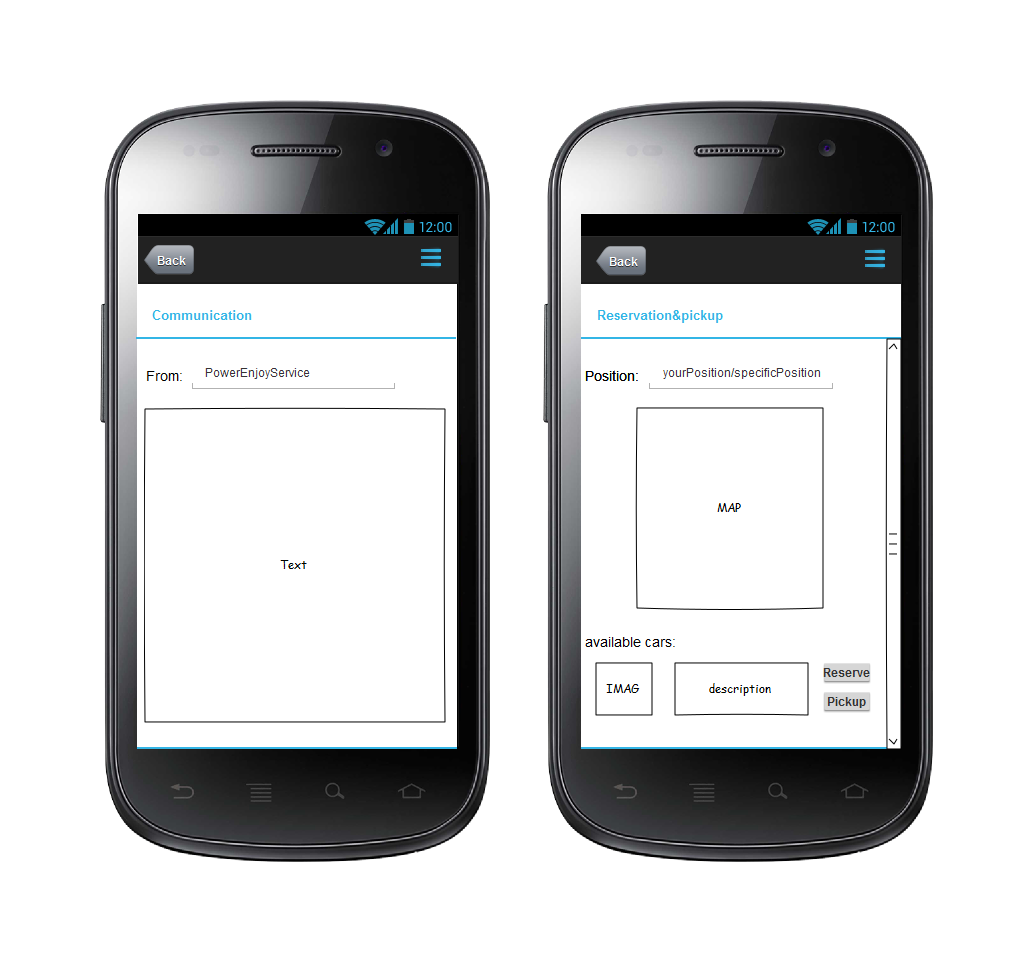 12:00
Back
Communication
From: PowerEnjoyService
Text
12:00
Back
Reservation&pickup
Position: yourPosition/specificPosition
MAP
available cars:
IMAG
description
Reserve
Pickup